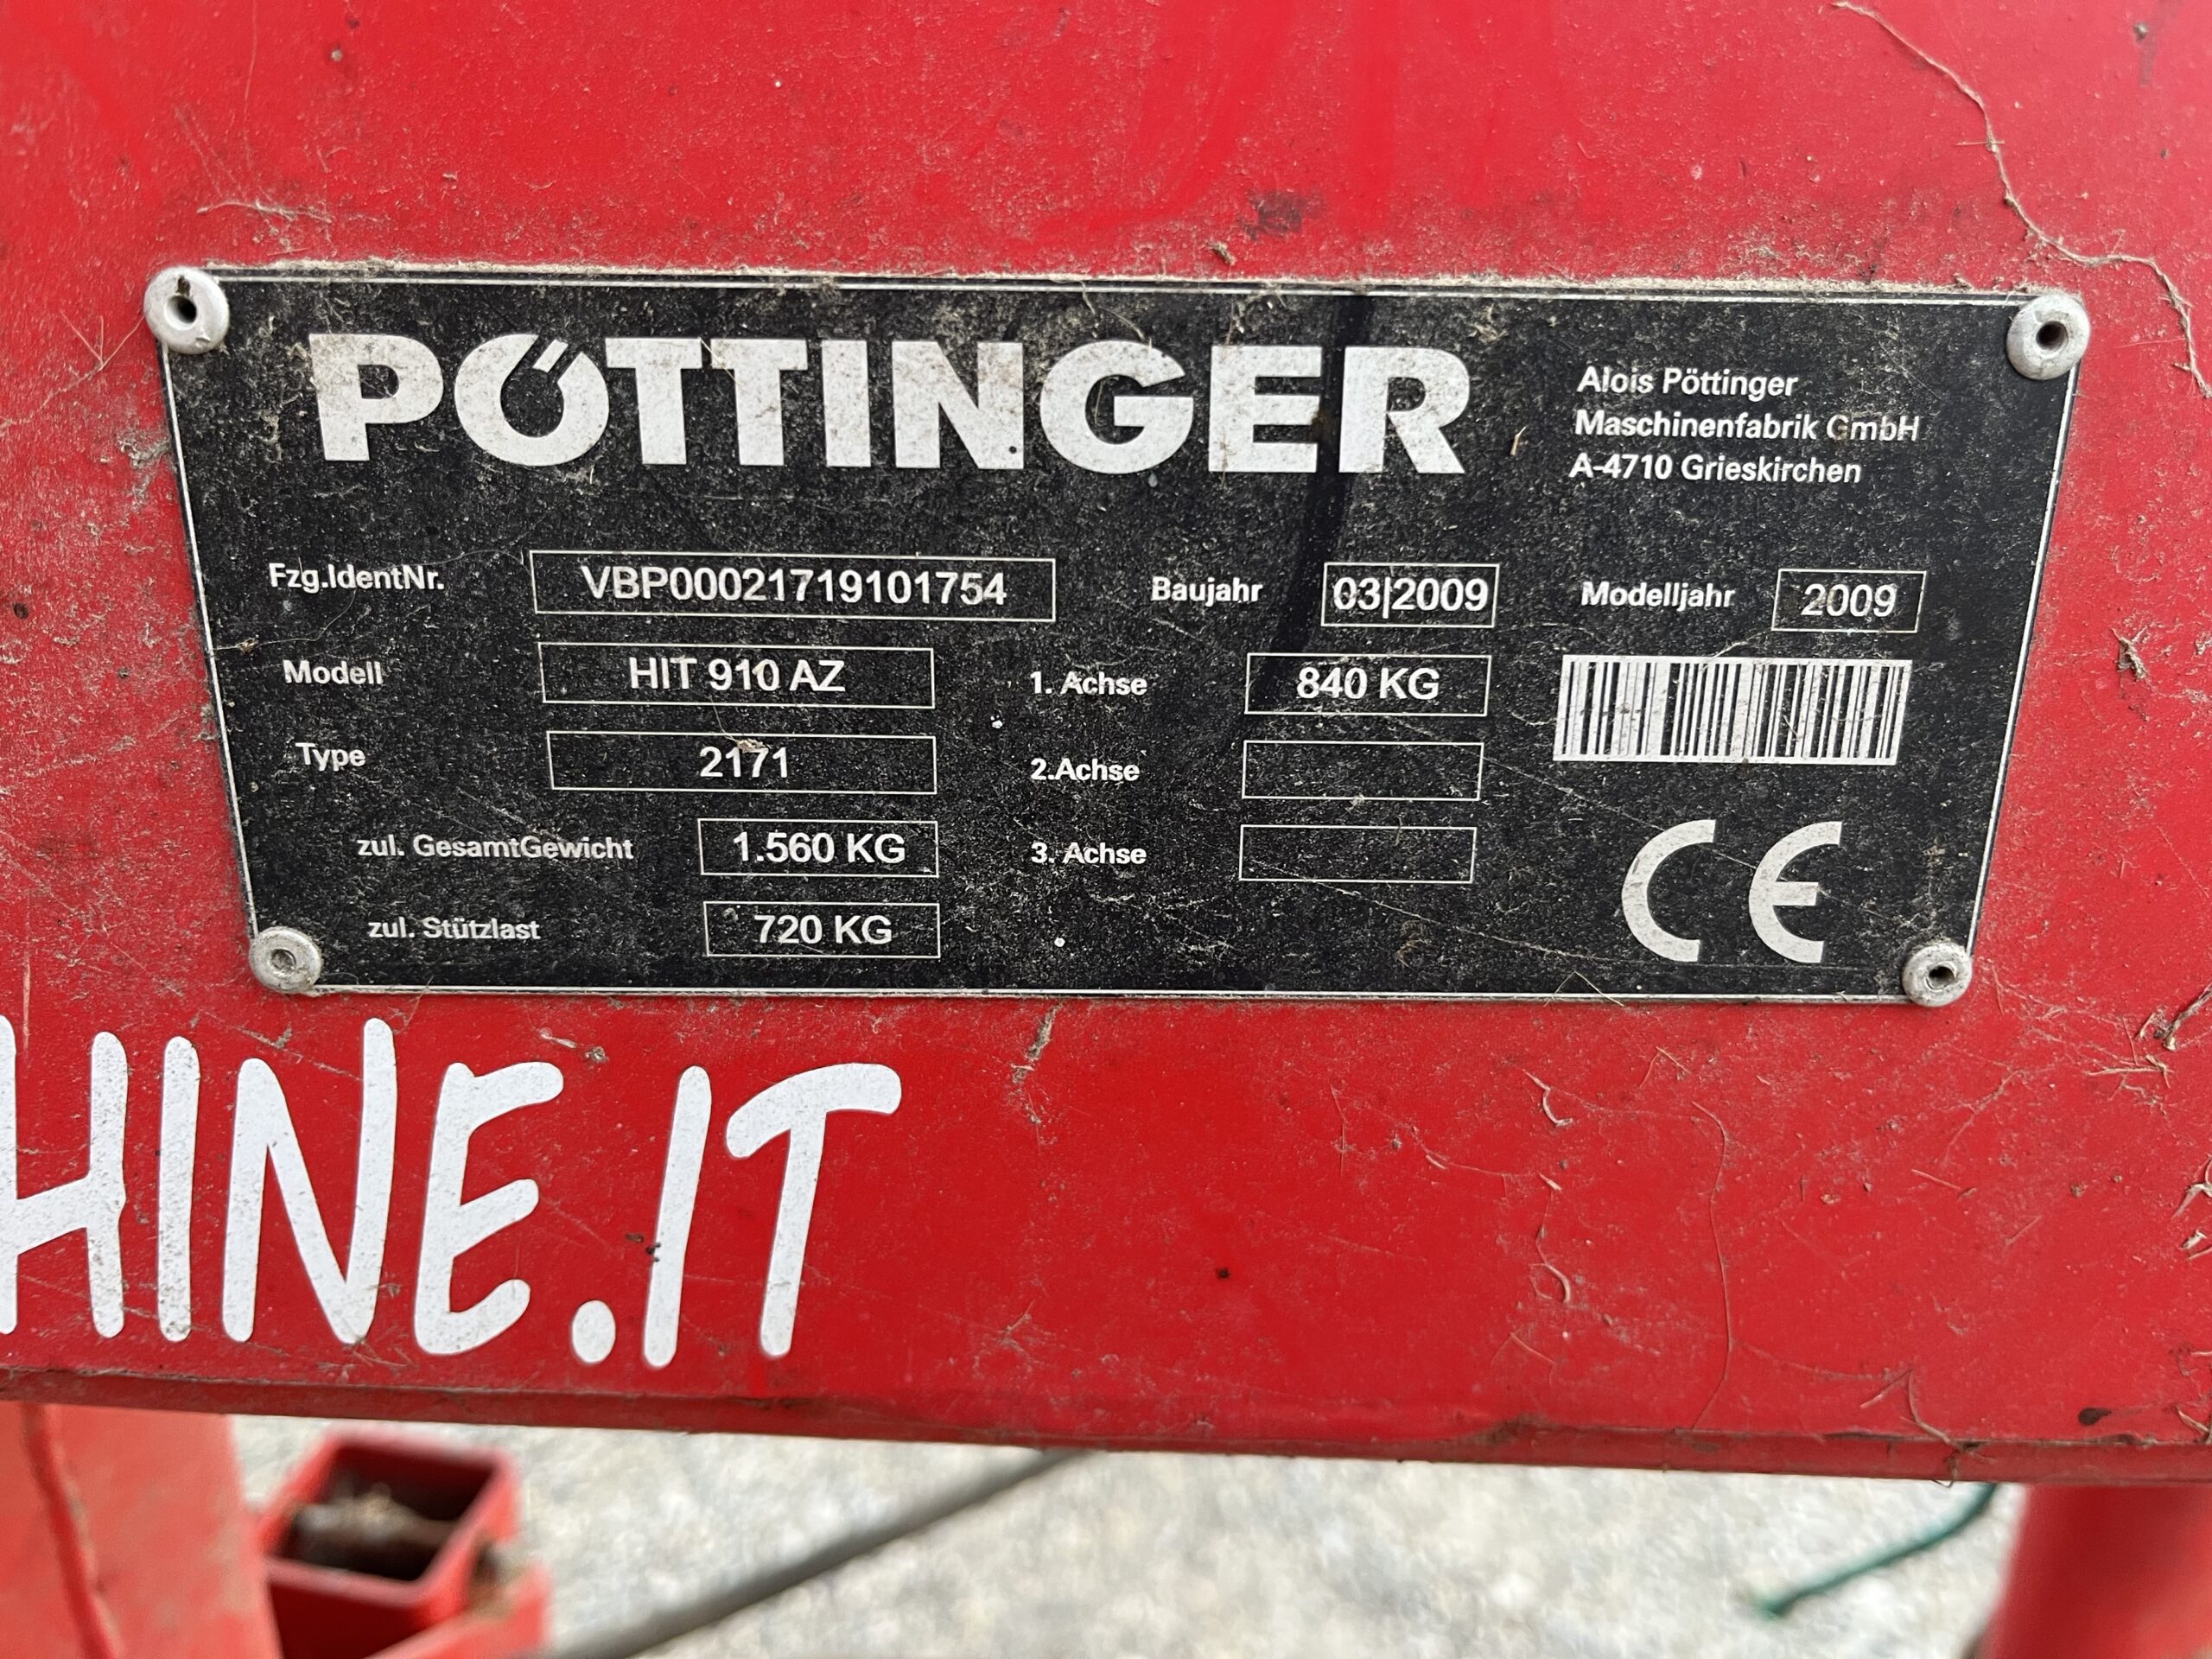 PÖTTINGER
Alois Pöttinger
Maschinenfabrik GmbH
A-4710 Grieskirchen
Fzg.IdentNr. VBP00021719101754 Baujahr 03|2009 Modelljahr 2009
Modell HIT 910 AZ 1. Achse 840 KG
Type 2171 2.Achse
zul. GesamtGewicht 1.560 KG 3. Achse
zul. Stützlast 720 KG
CE
HINE.IT